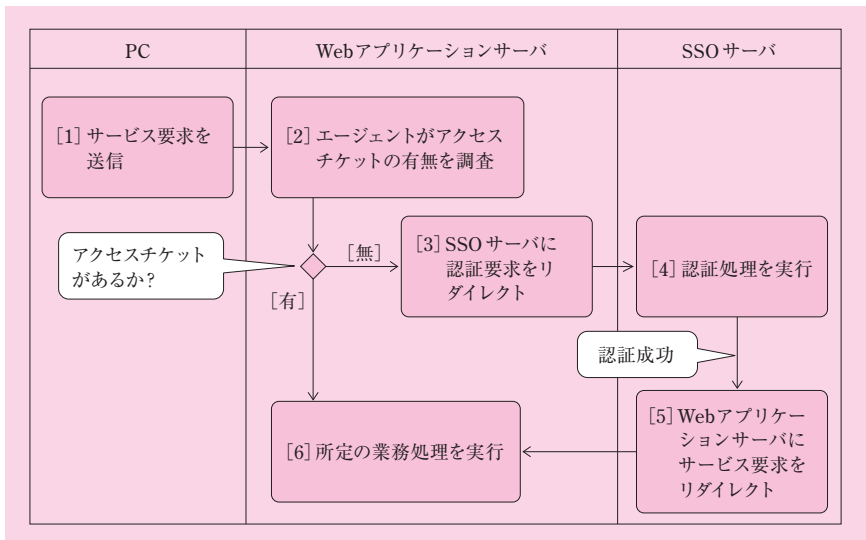 PC
Webアプリケーションサーバ
SSOサーバ
[1] サービス要求を
送信
[2] エージェントがアクセス
チケットの有無を調査
アクセスチケット
があるか?
[無]
[有]
[3] SSOサーバに
認証要求をリ
ダイレクト
[4] 認証処理を実行
認証成功
[5] Webアプリケー
ションサーバに
サービス要求を
リダイレクト
[6] 所定の業務処理を実行